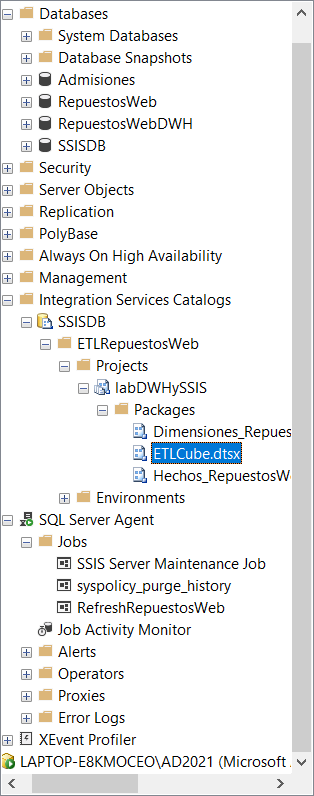 Databases
System Databases
Database Snapshots
Admisiones
RepuestosWeb
RepuestosWebDWH
SSISDB
Security
Server Objects
Replication
PolyBase
Always On High Availability
Management
Integration Services Catalogs
SSISDB
ETLRepuestosWeb
Projects
labDWHySSIS
Packages
Dimensiones_Repues
ETLCube.dtsx
Hechos_RepuestosW
Environments
SQL Server Agent
Jobs
SSIS Server Maintenance Job
syspolicy_purge_history
RefreshRepuestosWeb
Job Activity Monitor
Alerts
Operators
Proxies
Error Logs
XEvent Profiler
LAPTOP-E8KMOCEO\AD2021 (Microsoft